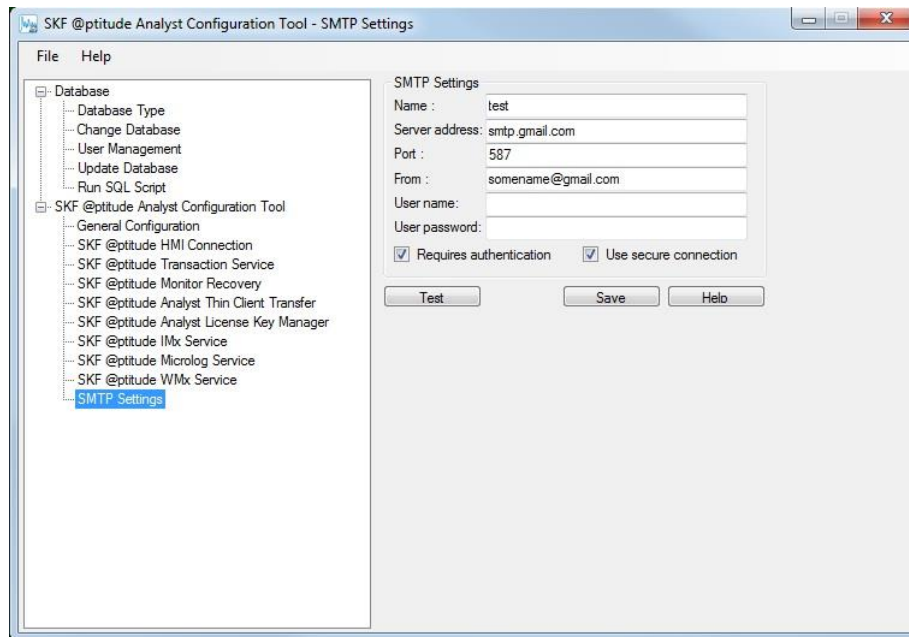 SKF @ptitude Analyst Configuration Tool - SMTP Settings
File Help
Database
Database Type
Change Database
User Management
Update Database
Run SQL Script
SKF @ptitude Analyst Configuration Tool
General Configuration
SKF @ptitude HMI Connection
SKF @ptitude Transaction Service
SKF @ptitude Monitor Recovery
SKF @ptitude Analyst Thin Client Transfer
SKF @ptitude Analyst License Key Manager
SKF @ptitude IMx Service
SKF @ptitude Microlog Service
SKF @ptitude WMx Service
SMTP Settings
SMTP Settings
Name : test
Server address: smtp.gmail.com
Port : 587
From : somename@gmail.com
User name:
User password:
Requires authentication Use secure connection
Test Save Help